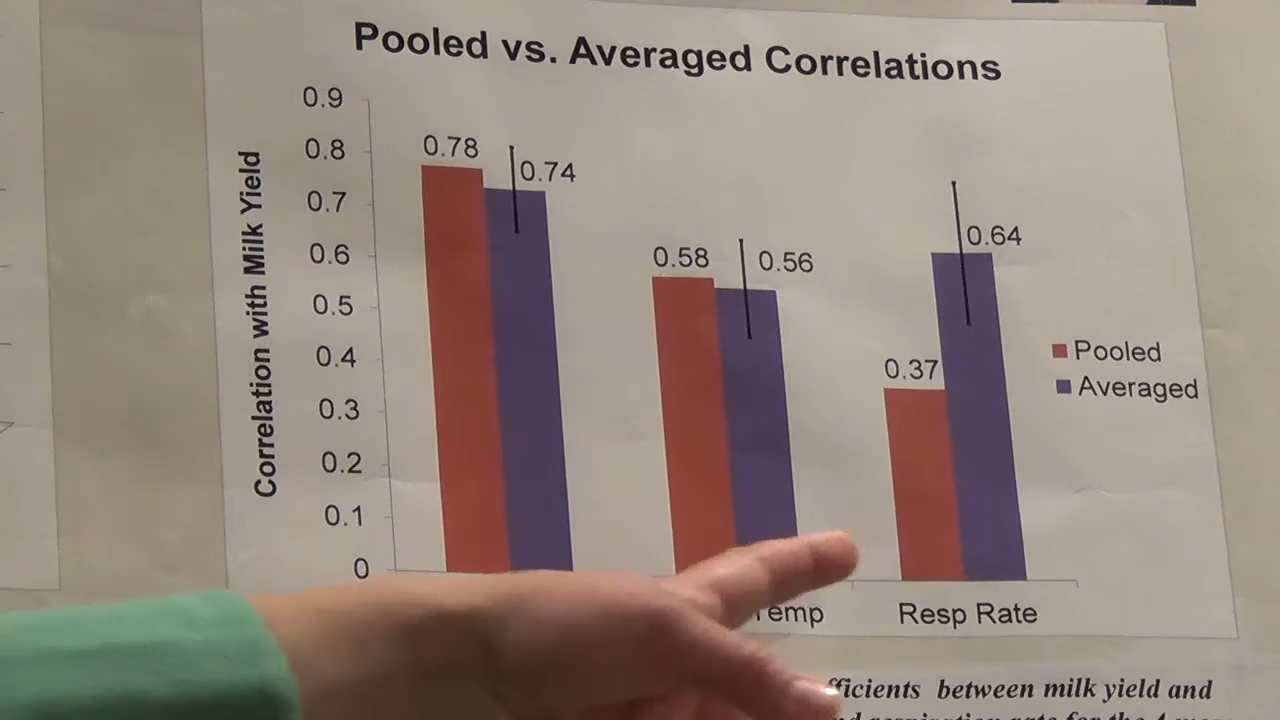 Pooled vs. Averaged Correlations
Correlation with Milk Yield
0.9
0.8
0.7
0.6
0.5
0.4
0.3
0.2
0.1
0
0.78
0.74
0.58
0.56
0.37
0.64
Pooled
Averaged
Temp
Resp Rate
between milk yield and